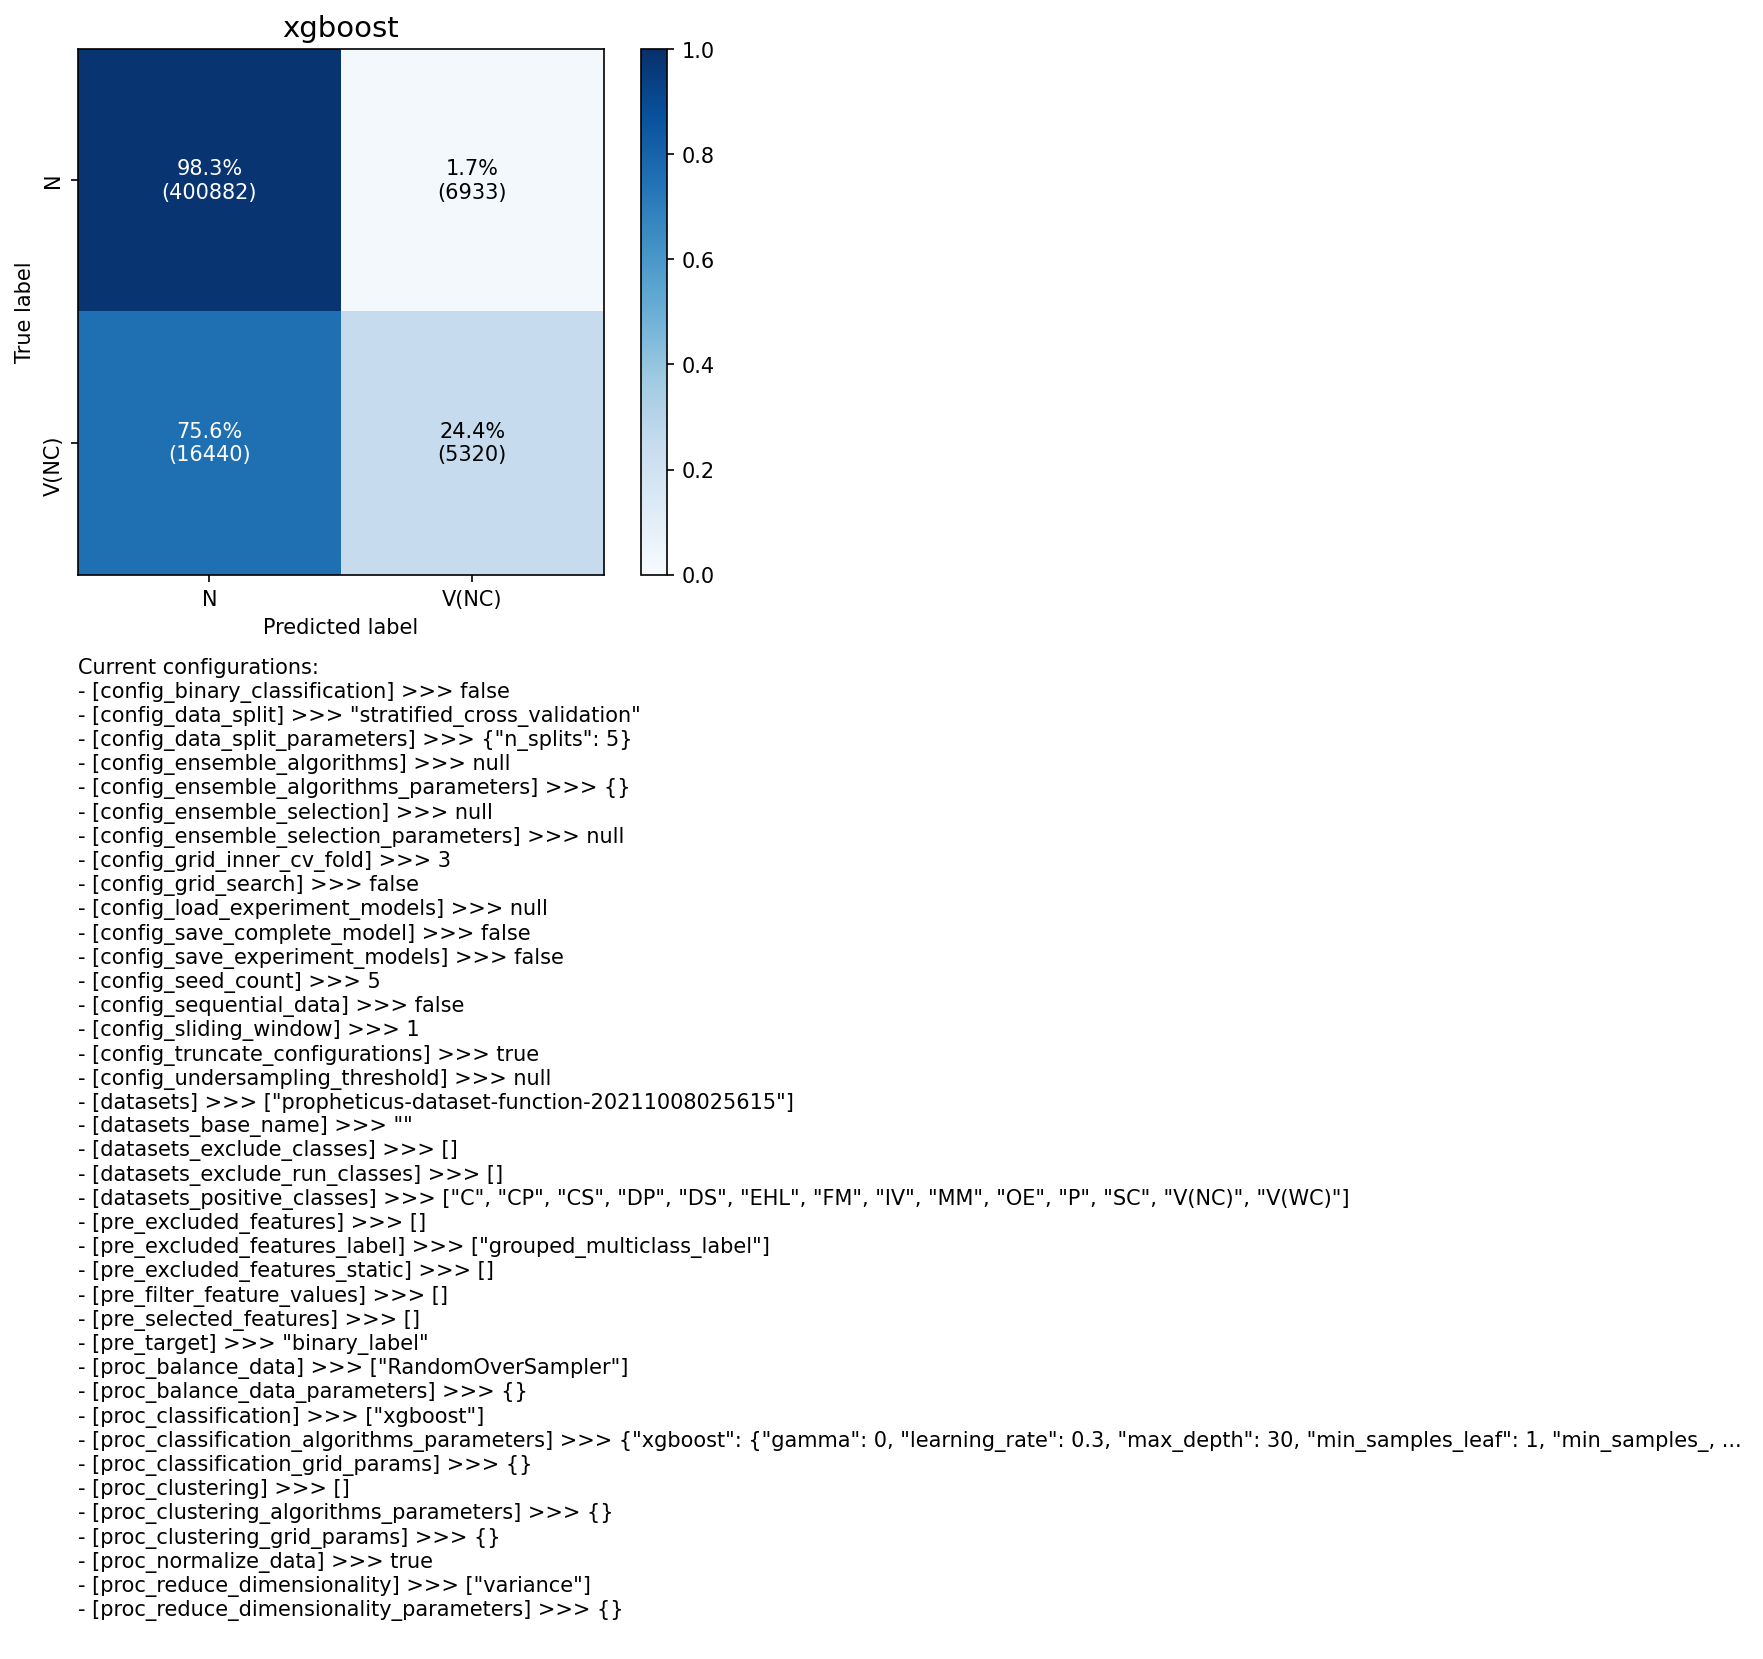 xgboost
1.0
0.8
0.6
0.4
0.2
0.0
True label
N
V(NC)
98.3%
(400882)
1.7%
(6933)
75.6%
(16440)
24.4%
(5320)
N
V(NC)
Predicted label
Current configurations:
- [config_binary_classification] >>> false
- [config_data_split] >>> "stratified_cross_validation"
- [config_data_split_parameters] >>> {"n_splits": 5}
- [config_ensemble_algorithms] >>> null
- [config_ensemble_algorithms_parameters] >>> {}
- [config_ensemble_selection] >>> null
- [config_ensemble_selection_parameters] >>> null
- [config_grid_inner_cv_fold] >>> 3
- [config_grid_search] >>> false
- [config_load_experiment_models] >>> null
- [config_save_complete_model] >>> false
- [config_save_experiment_models] >>> false
- [config_seed_count] >>> 5
- [config_sequential_data] >>> false
- [config_sliding_window] >>> 1
- [config_truncate_configurations] >>> true
- [config_undersampling_threshold] >>> null
- [datasets] >>> ["propheticus-dataset-function-20211008025615"]
- [datasets_base_name] >>> ""
- [datasets_exclude_classes] >>> []
- [datasets_exclude_run_classes] >>> []
- [datasets_positive_classes] >>> ["C", "CP", "CS", "DP", "DS", "EHL", "FM", "IV", "MM", "OE", "P", "SC", "V(NC)", "V(WC)"]
- [pre_excluded_features] >>> []
- [pre_excluded_features_label] >>> ["grouped_multiclass_label"]
- [pre_excluded_features_static] >>> []
- [pre_filter_feature_values] >>> []
- [pre_selected_features] >>> []
- [pre_target] >>> "binary_label"
- [proc_balance_data] >>> ["RandomOverSampler"]
- [proc_balance_data_parameters] >>> {}
- [proc_classification] >>> ["xgboost"]
- [proc_classification_algorithms_parameters] >>> {"xgboost": {"gamma": 0, "learning_rate": 0.3, "max_depth": 30, "min_samples_leaf": 1, "min_samples_, ...
- [proc_classification_grid_params] >>> {}
- [proc_clustering] >>> []
- [proc_clustering_algorithms_parameters] >>> {}
- [proc_clustering_grid_params] >>> {}
- [proc_normalize_data] >>> true
- [proc_reduce_dimensionality] >>> ["variance"]
- [proc_reduce_dimensionality_parameters] >>> {}